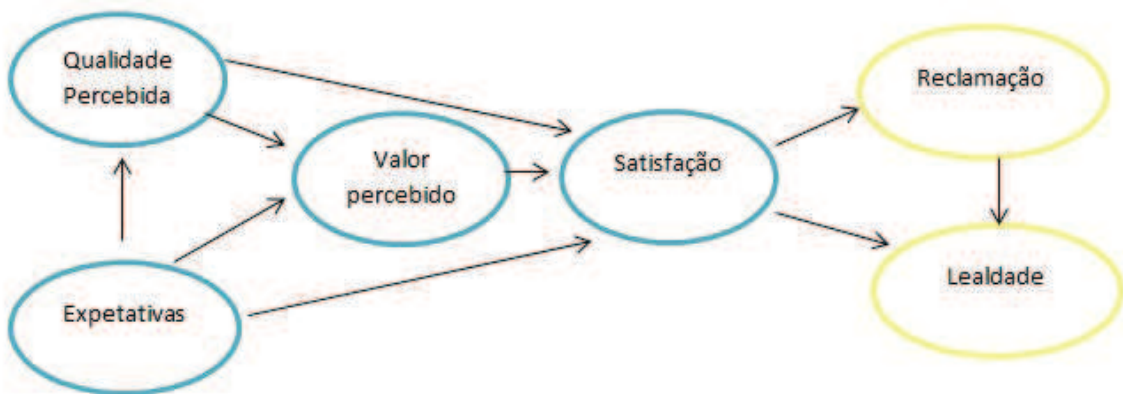 Qualidade
Percebida
Reclamação
Valor
percebido
Satisfação
Lealdade
Expetativas